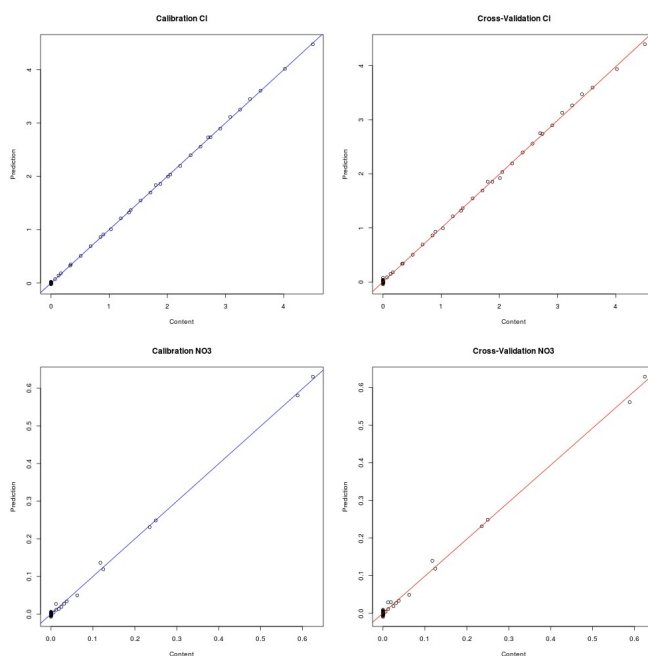 Calibration Cl
Prediction
4
3
2
1
0
0 1 2 3 4
Content
Cross-Validation Cl
Prediction
4
3
2
1
0
0 1 2 3 4
Content
Calibration NO3
Prediction
0.6
0.5
0.4
0.3
0.2
0.1
0.0
0.0 0.1 0.2 0.3 0.4 0.5 0.6
Content
Cross-Validation NO3
Prediction
0.6
0.5
0.4
0.3
0.2
0.1
0.0
0.0 0.1 0.2 0.3 0.4 0.5 0.6
Content